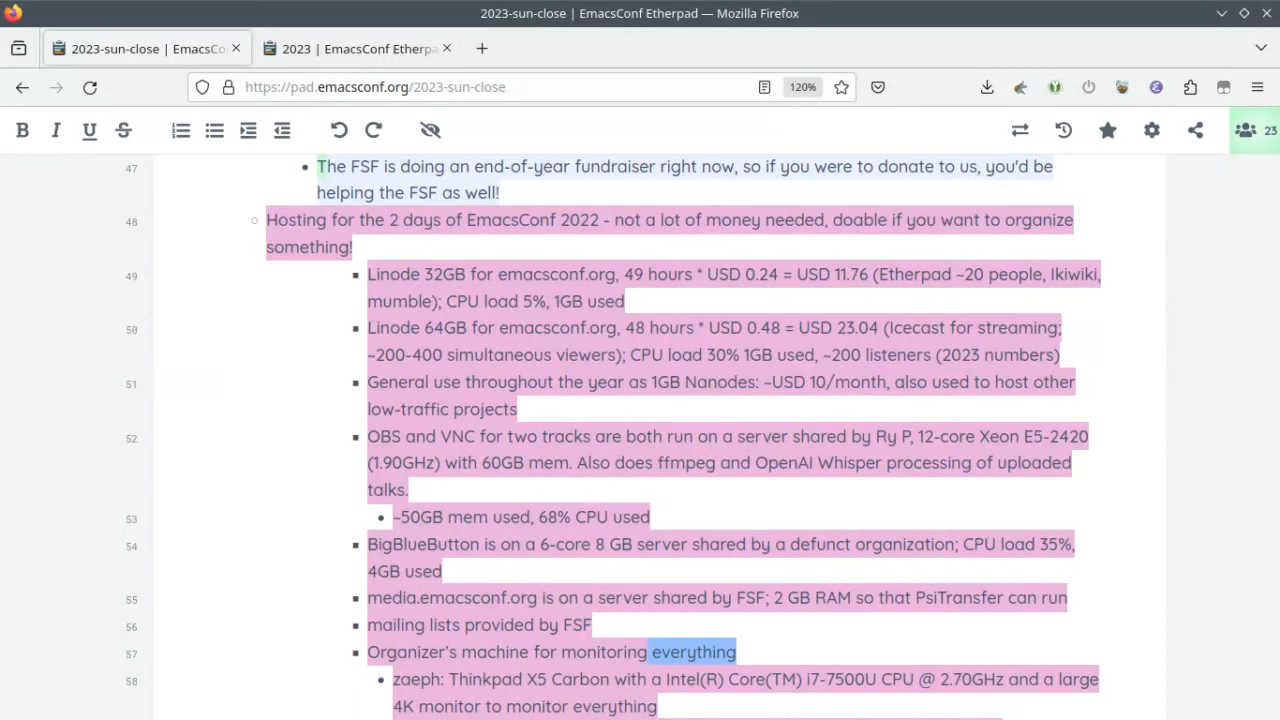 2023-sun-close | EmacsConf Etherpad — Mozilla Firefox
2023-sun-close | EmacsCo
2023 | EmacsConf Etherpa
https://pad.emacsconf.org/2023-sun-close
120%
B I U S
23
47 The FSF is doing an end-of-year fundraiser right now, so if you were to donate to us, you'd be
helping the FSF as well!
48 Hosting for the 2 days of EmacsConf 2022 - not a lot of money needed, doable if you want to organize
something!
49 Linode 32GB for emacsconf.org, 49 hours * USD 0.24 = USD 11.76 (Etherpad ~20 people, Ikiwiki,
mumble); CPU load 5%, 1GB used
50 Linode 64GB for emacsconf.org, 48 hours * USD 0.48 = USD 23.04 (Icecast for streaming;
~200-400 simultaneous viewers); CPU load 30% 1GB used, ~200 listeners (2023 numbers)
51 General use throughout the year as 1GB Nanodes: ~USD 10/month, also used to host other
low-traffic projects
52 OBS and VNC for two tracks are both run on a server shared by Ry P, 12-core Xeon E5-2420
(1.90GHz) with 60GB mem. Also does ffmpeg and OpenAI Whisper processing of uploaded
talks.
53 ~50GB mem used, 68% CPU used
54 BigBlueButton is on a 6-core 8 GB server shared by a defunct organization; CPU load 35%,
4GB used
55 media.emacsconf.org is on a server shared by FSF; 2 GB RAM so that PsiTransfer can run
56 mailing lists provided by FSF
57 Organizer's machine for monitoring everything
58 zaeph: Thinkpad X5 Carbon with a Intel(R) Core(TM) i7-7500U CPU @ 2.70GHz and a large
4K monitor to monitor everything